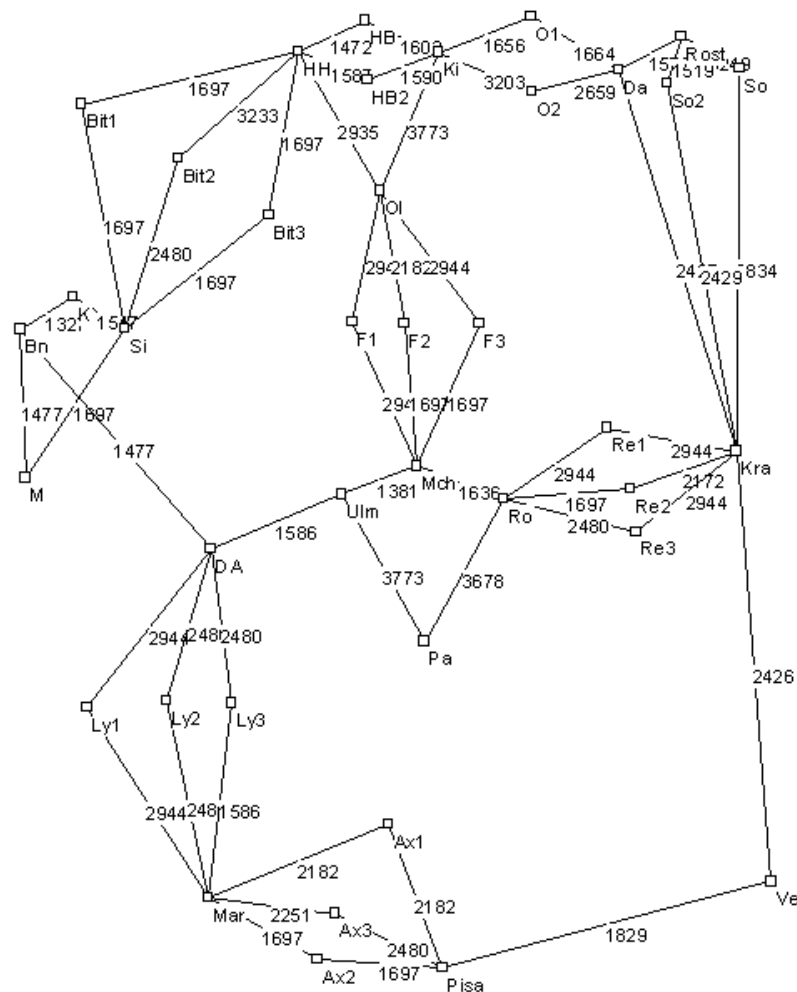 O1
HB
1472
1656
HH
Ki
1664
Rost
1697
1590
3203
Da
1519
So
HB2
O2
2659
So2
Bit1
3233
2935
3773
Bit2
1697
Ol
Bit3
1697
2480
2182
2944
1697
2429
K
F1
F2
F3
Bn
Si
1477
1697
1697
1697
Re1
2944
1477
Mch
2944
Kra
M
1381
1636
2172
Ulm
Ro
1697
Re2
2944
1586
2480
Re3
DA
3773
3678
2944
2480
Pa
2426
Ly1
Ly2
Ly3
2944
1586
Ax1
2182
Mar
2182
Ve
2251
Ax3
1829
1697
2480
Ax2
1697
Pisa